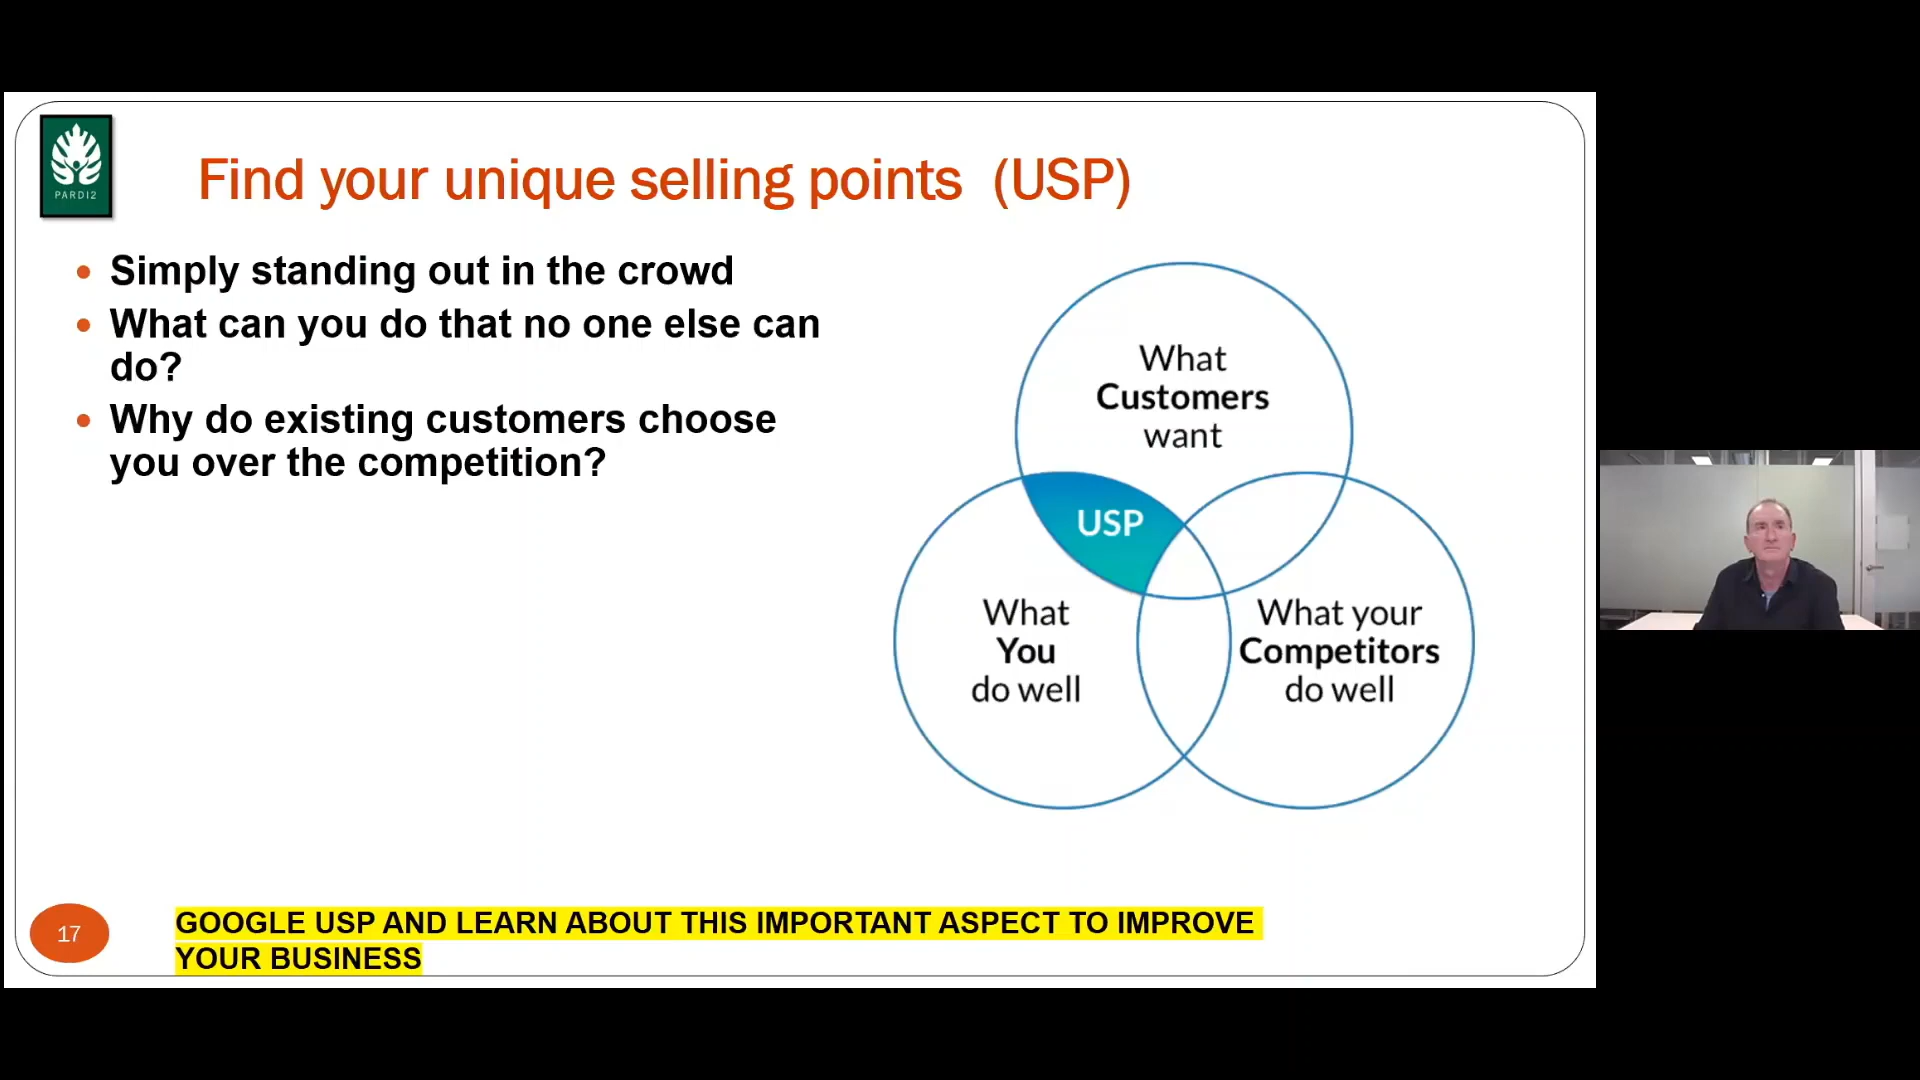 PARDI2
Find your unique selling points (USP)
Simply standing out in the crowd
What can you do that no one else can
do?
Why do existing customers choose
you over the competition?
What
Customers
want
USP
What
You
do well
What your
Competitors
do well
17
GOOGLE USP AND LEARN ABOUT THIS IMPORTANT ASPECT TO IMPROVE
YOUR BUSINESS